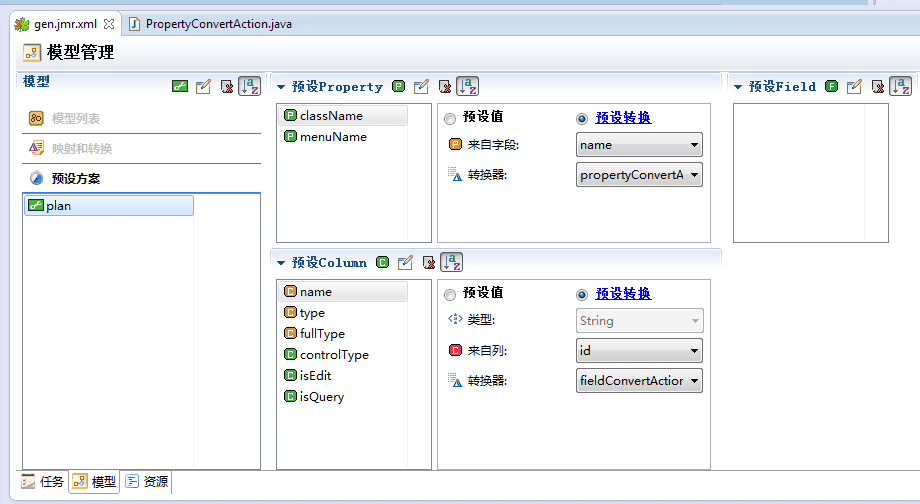 gen.jmr.xml
PropertyConvertAction.java
模型管理
模型
模型列表
映射和转换
预设方案
plan
预设Property
className
menuName
预设值
预设转换
来自字段:
name
转换器:
propertyConvertA
预设Field
预设Column
name
type
fullType
controlType
isEdit
isQuery
预设值
预设转换
类型:
String
来自列:
id
转换器:
fieldConvertAction
任务
模型
资源